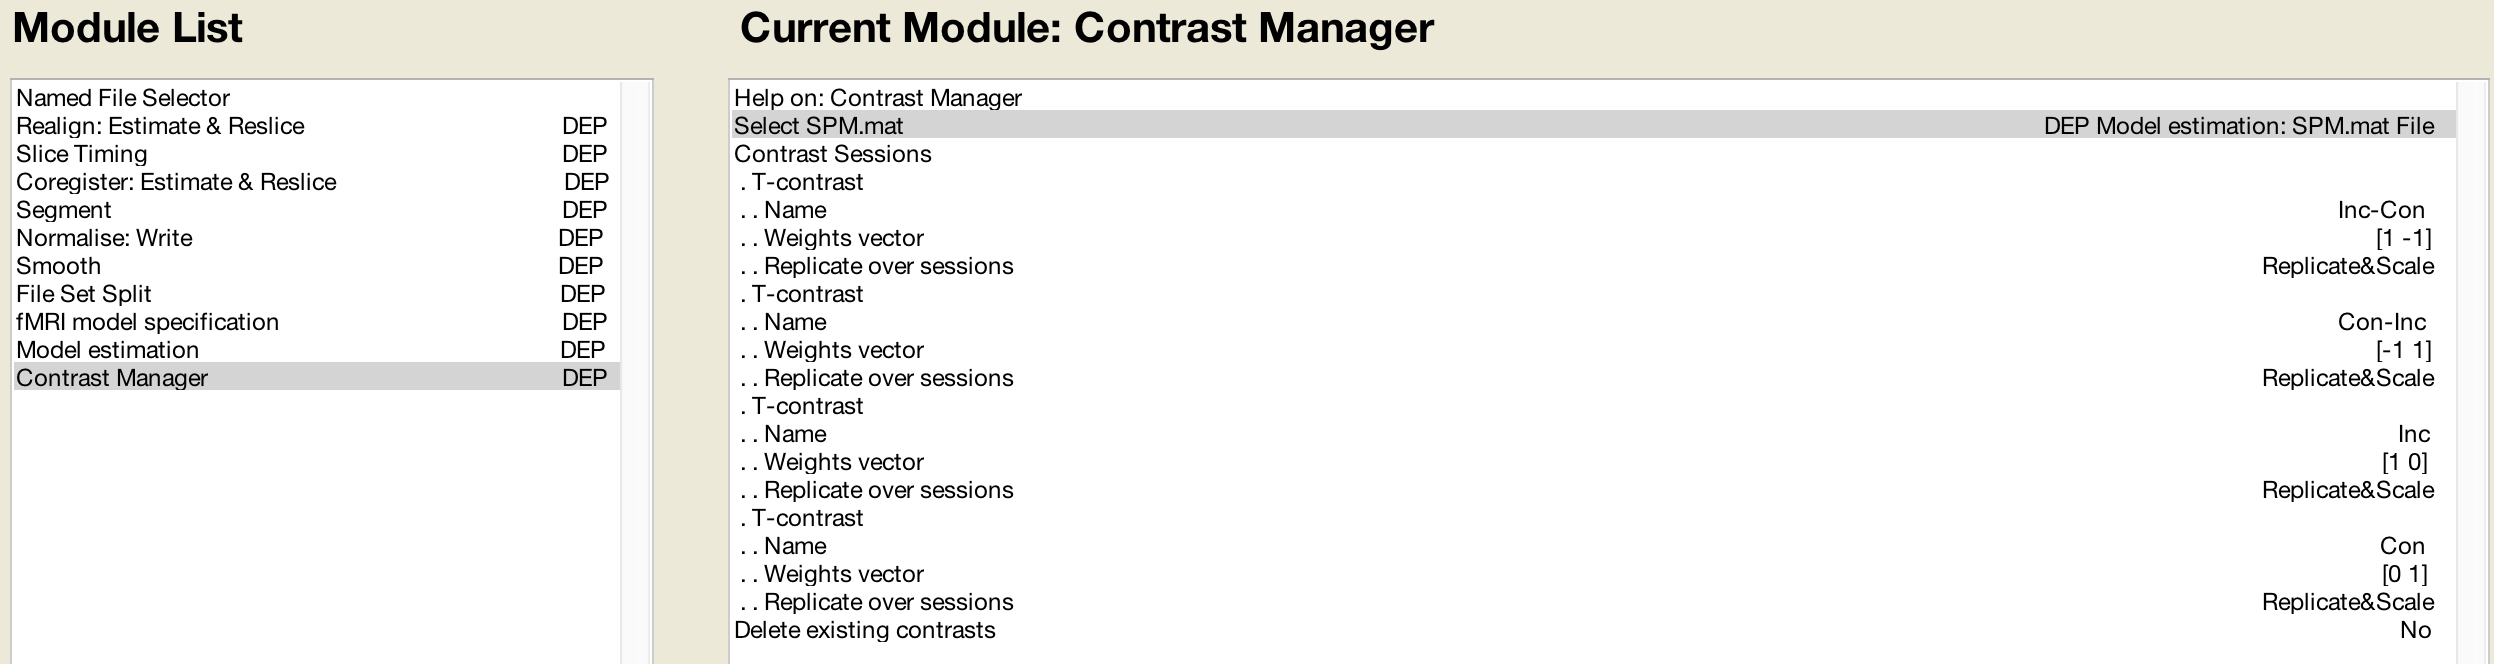 Module List
Named File Selector
Realign: Estimate & Reslice DEP
Slice Timing DEP
Coregister: Estimate & Reslice DEP
Segment DEP
Normalise: Write DEP
Smooth DEP
File Set Split DEP
fMRI model specification DEP
Model estimation DEP
Contrast Manager DEP
Current Module: Contrast Manager
Help on: Contrast Manager
Select SPM.mat DEP Model estimation: SPM.mat File
Contrast Sessions
. T-contrast
. . Name Inc-Con
. . Weights vector [1 -1]
. . Replicate over sessions Replicate&Scale
. T-contrast
. . Name Con-Inc
. . Weights vector [-1 1]
. . Replicate over sessions Replicate&Scale
. T-contrast
. . Name Inc
. . Weights vector [1 0]
. . Replicate over sessions Replicate&Scale
. T-contrast
. . Name Con
. . Weights vector [0 1]
. . Replicate over sessions Replicate&Scale
Delete existing contrasts No